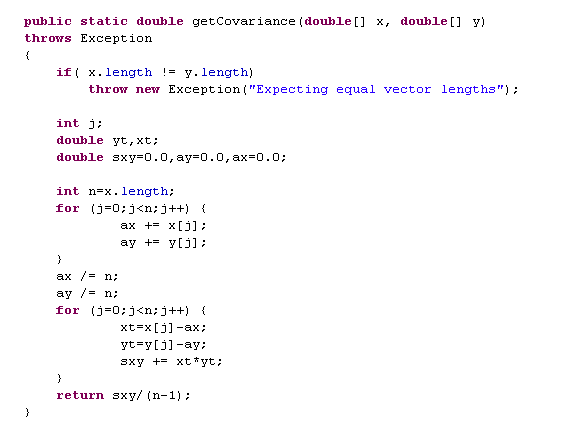 public static double getCovariance(double[] x, double[] y)
throws Exception
{
    if( x.length != y.length)
        throw new Exception("Expecting equal vector lengths");

    int j;
    double yt,xt;
    double sxy=0.0,ay=0.0,ax=0.0;

    int n=x.length;
    for (j=0;j<n;j++) {
            ax += x[j];
            ay += y[j];
    }
    ax /= n;
    ay /= n;
    for (j=0;j<n;j++) {
            xt=x[j]-ax;
            yt=y[j]-ay;
            sxy += xt*yt;
    }
    return sxy/(n-1);
}